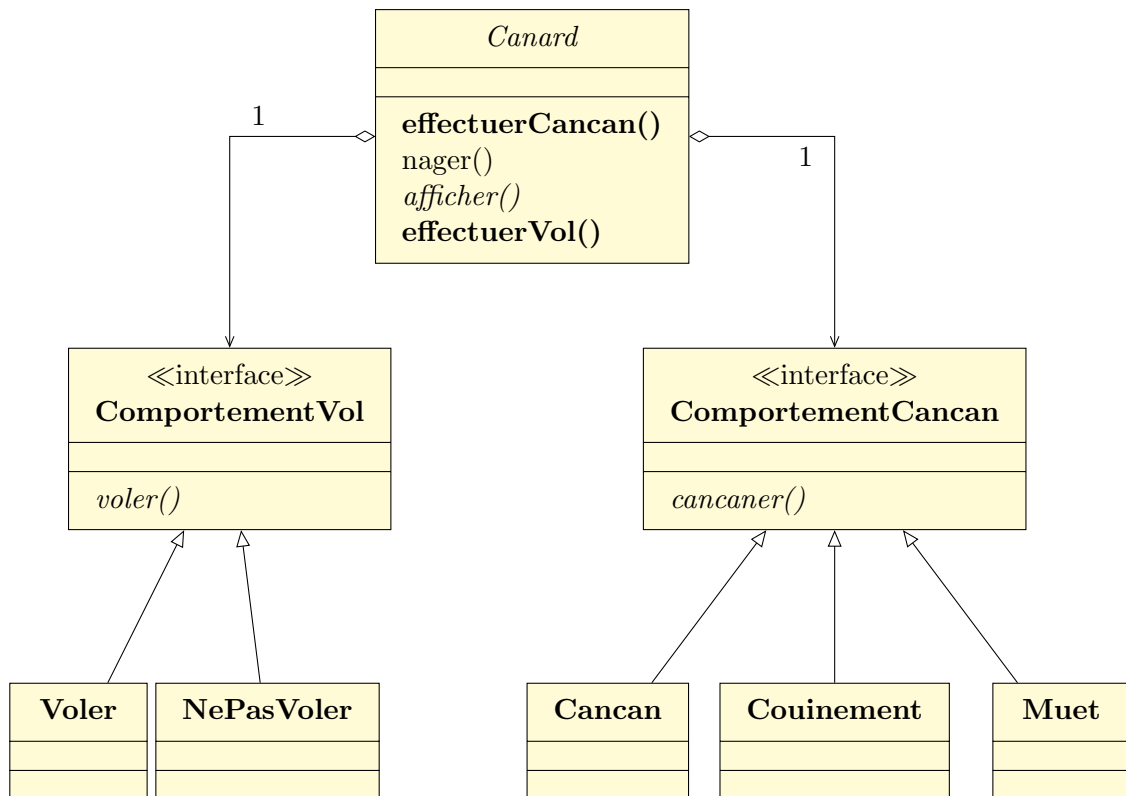 Canard
effectuerCancan()
nager()
afficher()
effectuerVol()
1
1
≪interface≫
ComportementVol
voler()
≪interface≫
ComportementCancan
cancaner()
Voler
NePasVoler
Cancan
Couinement
Muet